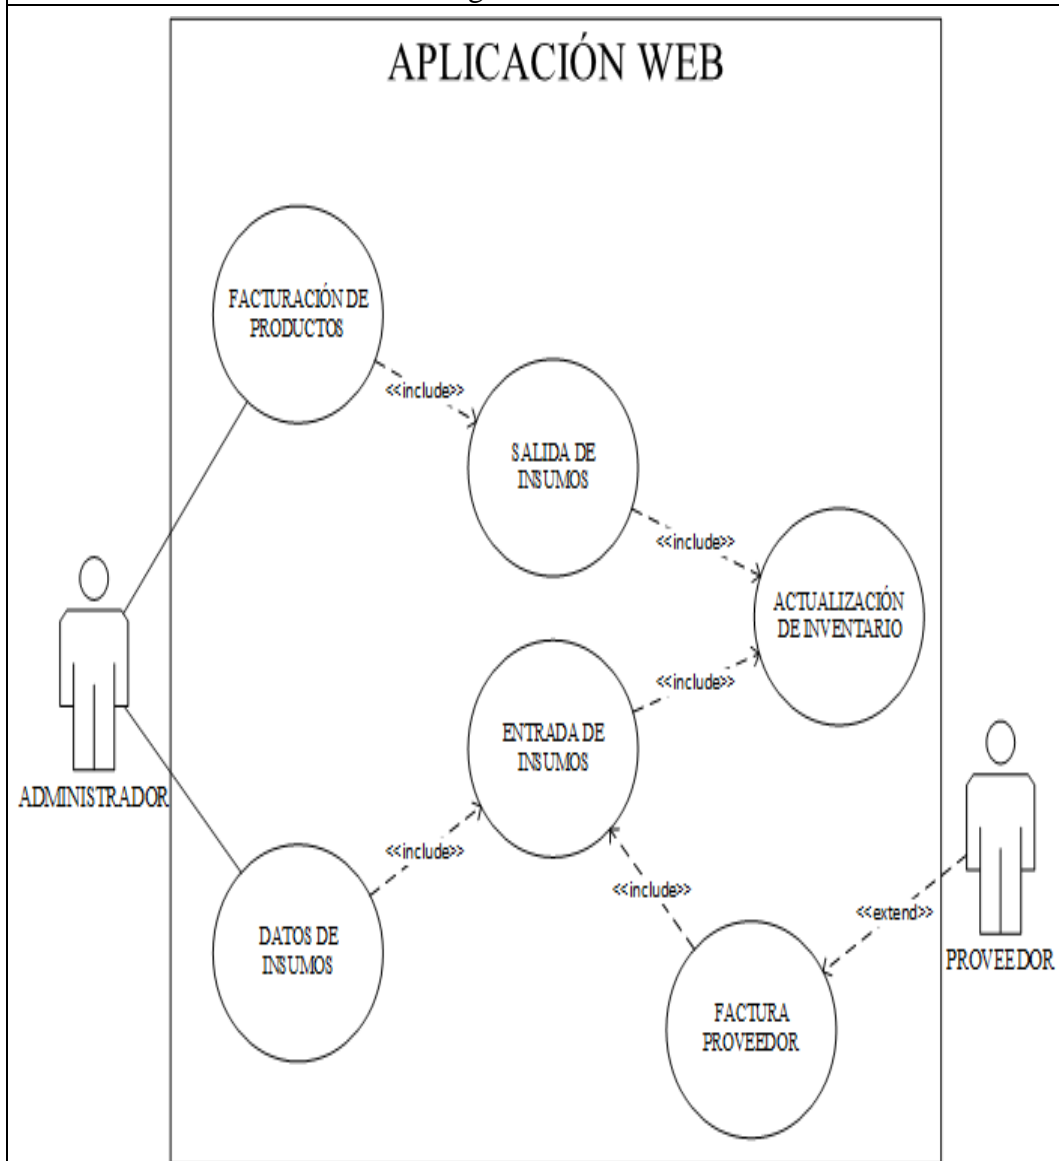 APLICACIÓN WEB
FACTURACIÓN DE
PRODUCTOS
<<include>>
SALIDA DE
INSUMOS
<<include>>
ACTUALIZACIÓN
DE INVENTARIO
<<include>>
ENTRADA DE
INSUMOS
ADMINISTRADOR
<<include>>
<<include>>
<<extend>>
DATOS DE
INSUMOS
PROVEEDOR
FACTURA
PROVEEDOR